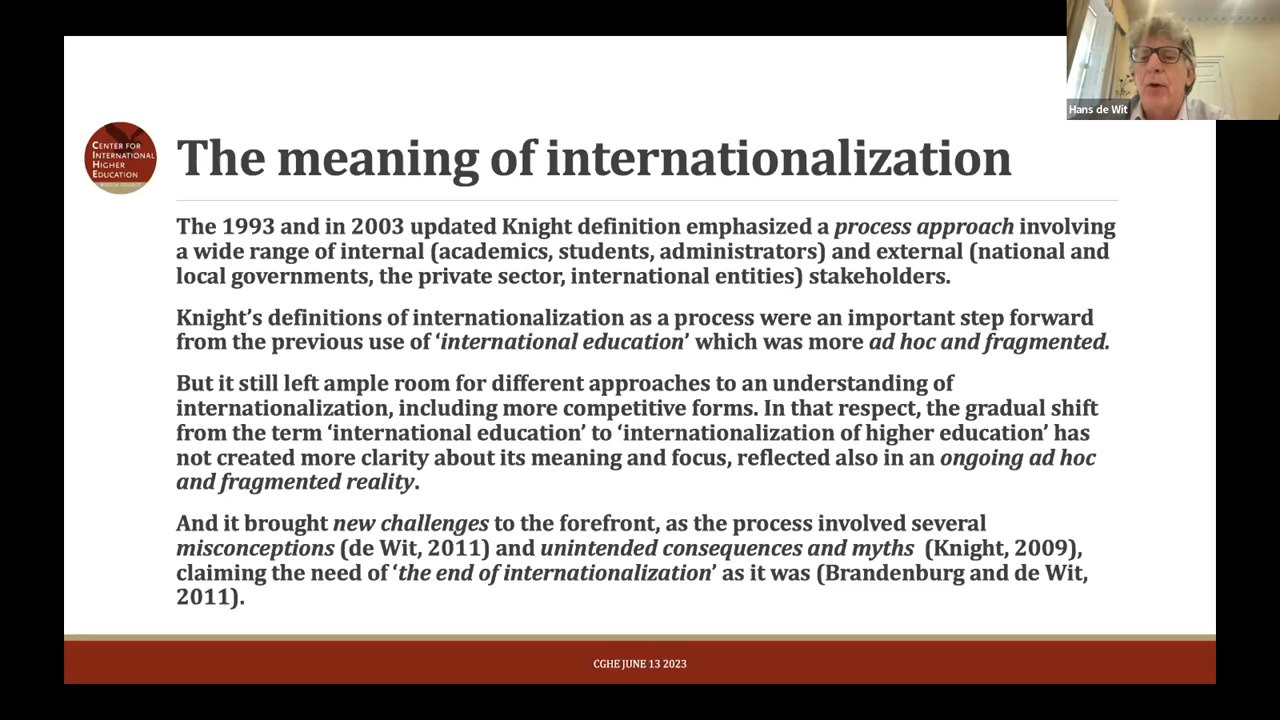 Hans de Wit
CENTER FOR
INTERNATIONAL
HIGHER
EDUCATION
The meaning of internationalization
The 1993 and in 2003 updated Knight definition emphasized a process approach involving
a wide range of internal (academics, students, administrators) and external (national and
local governments, the private sector, international entities) stakeholders.
Knight’s definitions of internationalization as a process were an important step forward
from the previous use of ‘international education’ which was more ad hoc and fragmented.
But it still left ample room for different approaches to an understanding of
internationalization, including more competitive forms. In that respect, the gradual shift
from the term ‘international education’ to ‘internationalization of higher education’ has
not created more clarity about its meaning and focus, reflected also in an ongoing ad hoc
and fragmented reality.
And it brought new challenges to the forefront, as the process involved several
misconceptions (de Wit, 2011) and unintended consequences and myths (Knight, 2009),
claiming the need of ‘the end of internationalization’ as it was (Brandenburg and de Wit,
2011).
CGHE JUNE 13 2023